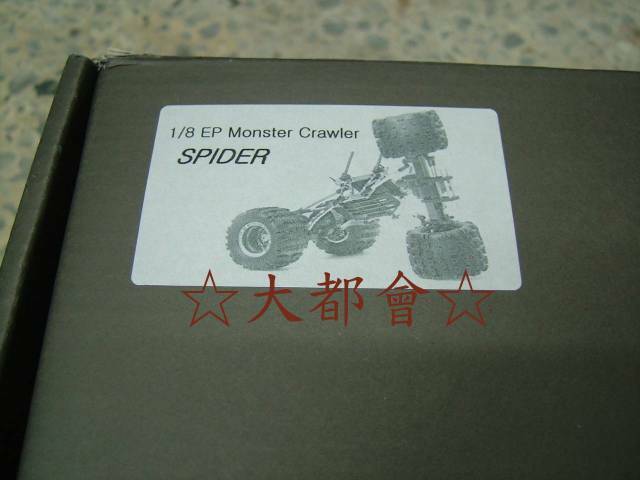 1/8 EP Monster Crawler
SPIDER
☆大都會☆